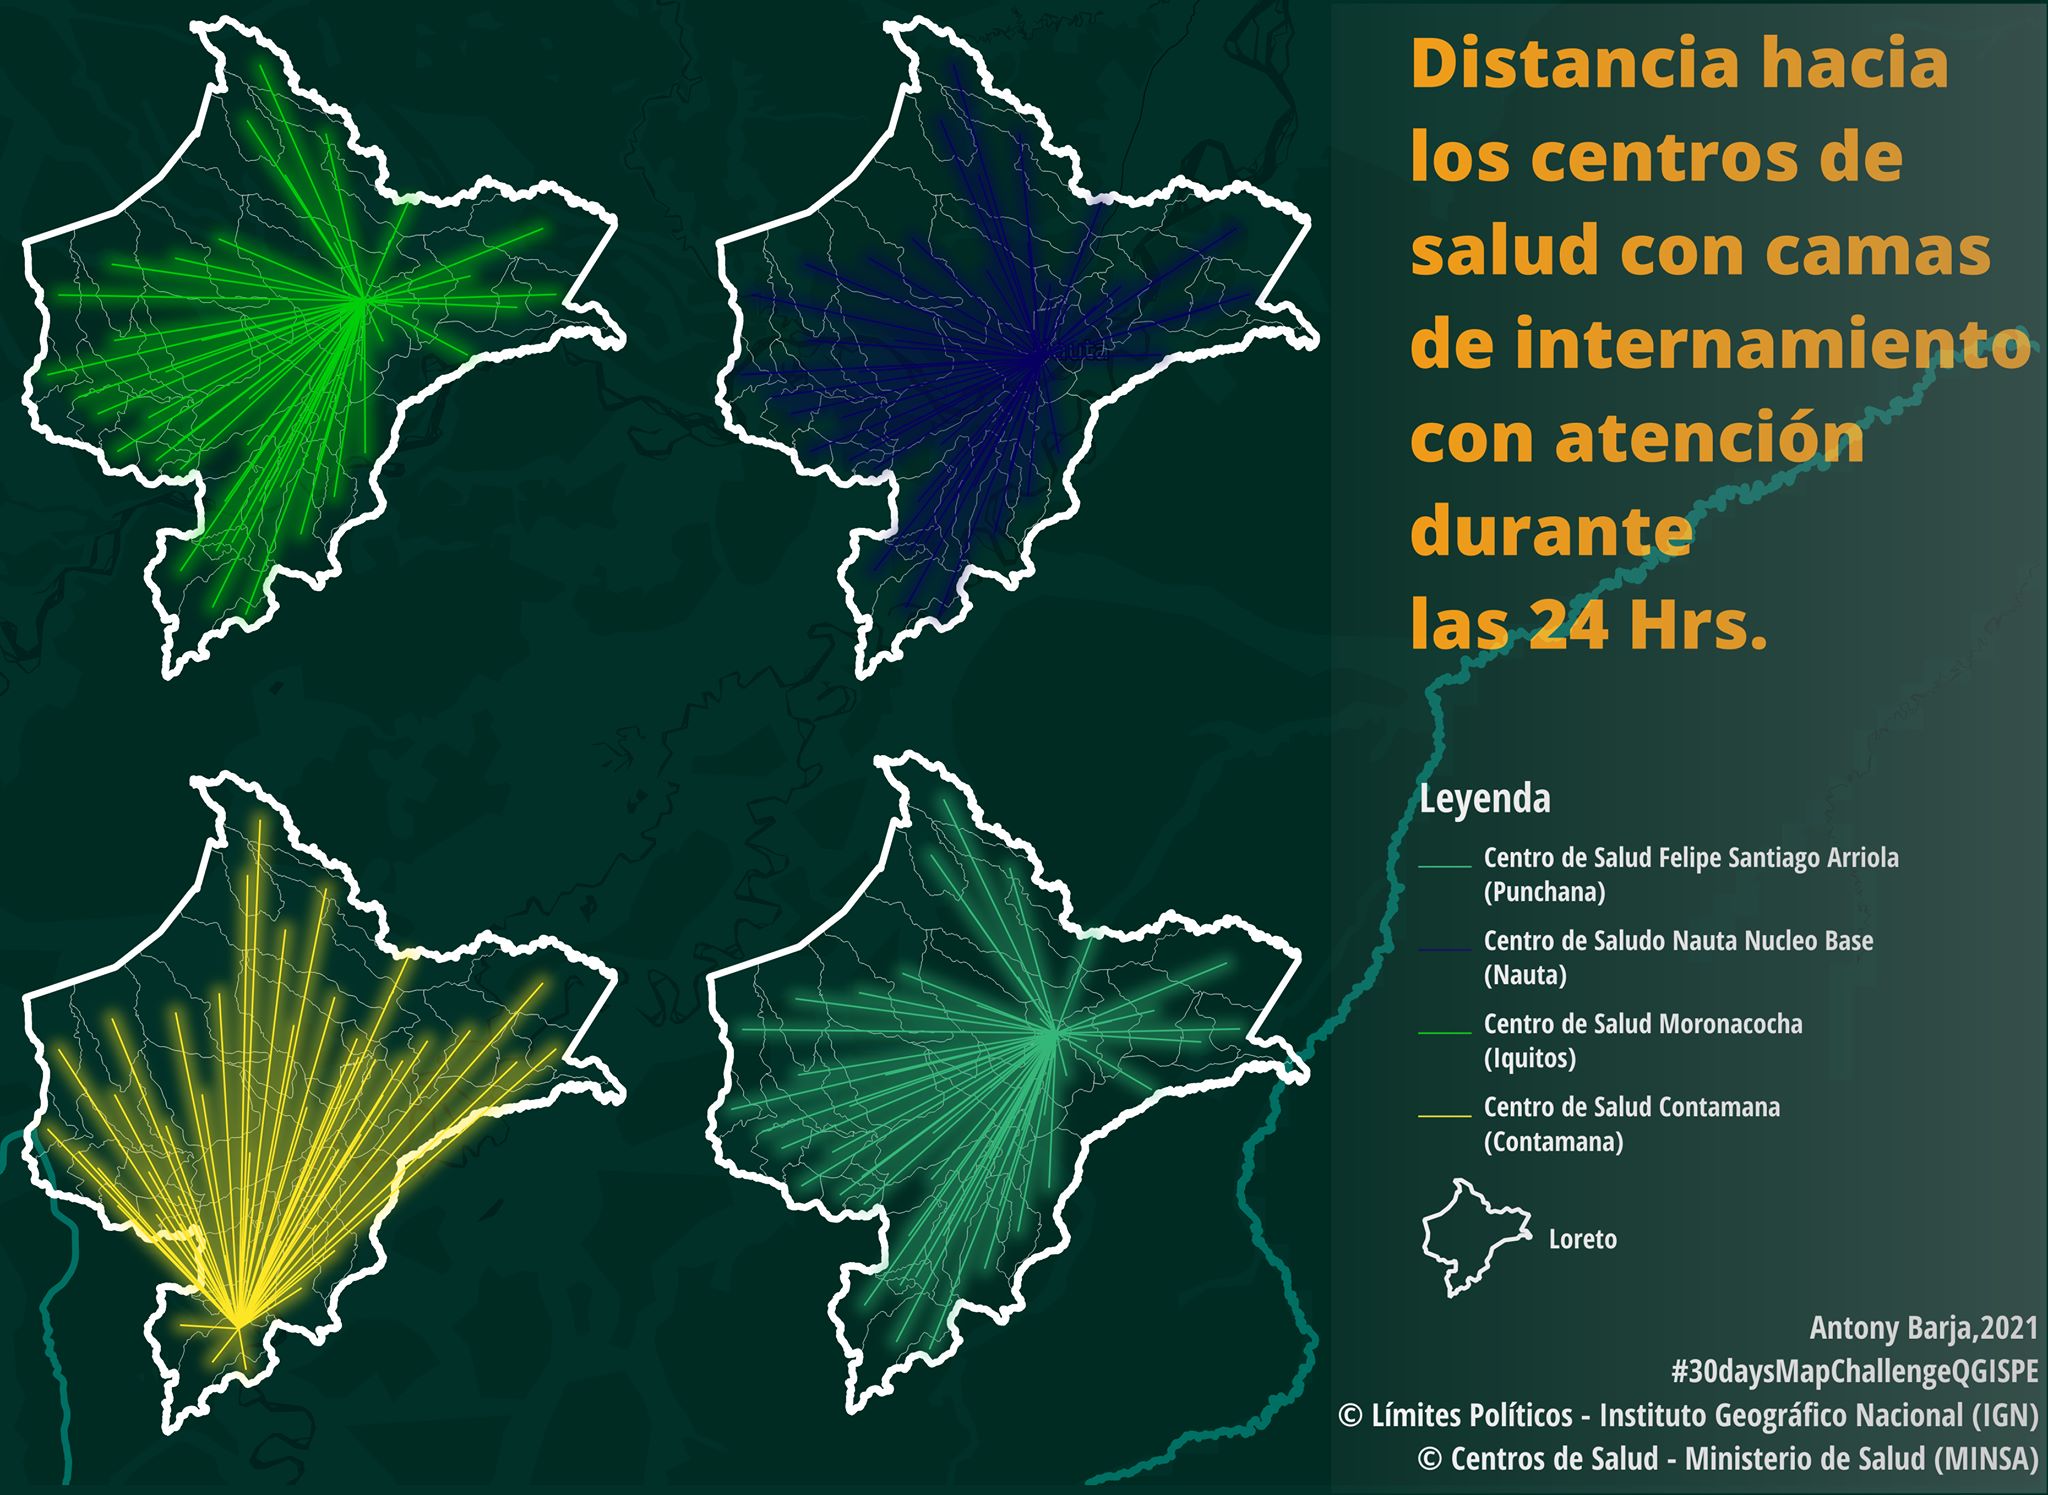 Distancia hacia
los centros de
salud con camas
de internamiento
con atención
durante
las 24 Hrs.
Leyenda
Centro de Salud Felipe Santiago Arriola
(Punchana)
Centro de Saludo Nauta Nucleo Base
(Nauta)
Centro de Salud Moronacocha
(Iquitos)
Centro de Salud Contamana
(Contamana)
Loreto
Antony Barja,2021
#30daysMapChallengeQGISPE
© Límites Políticos - Instituto Geográfico Nacional (IGN)
© Centros de Salud - Ministerio de Salud (MINSA)